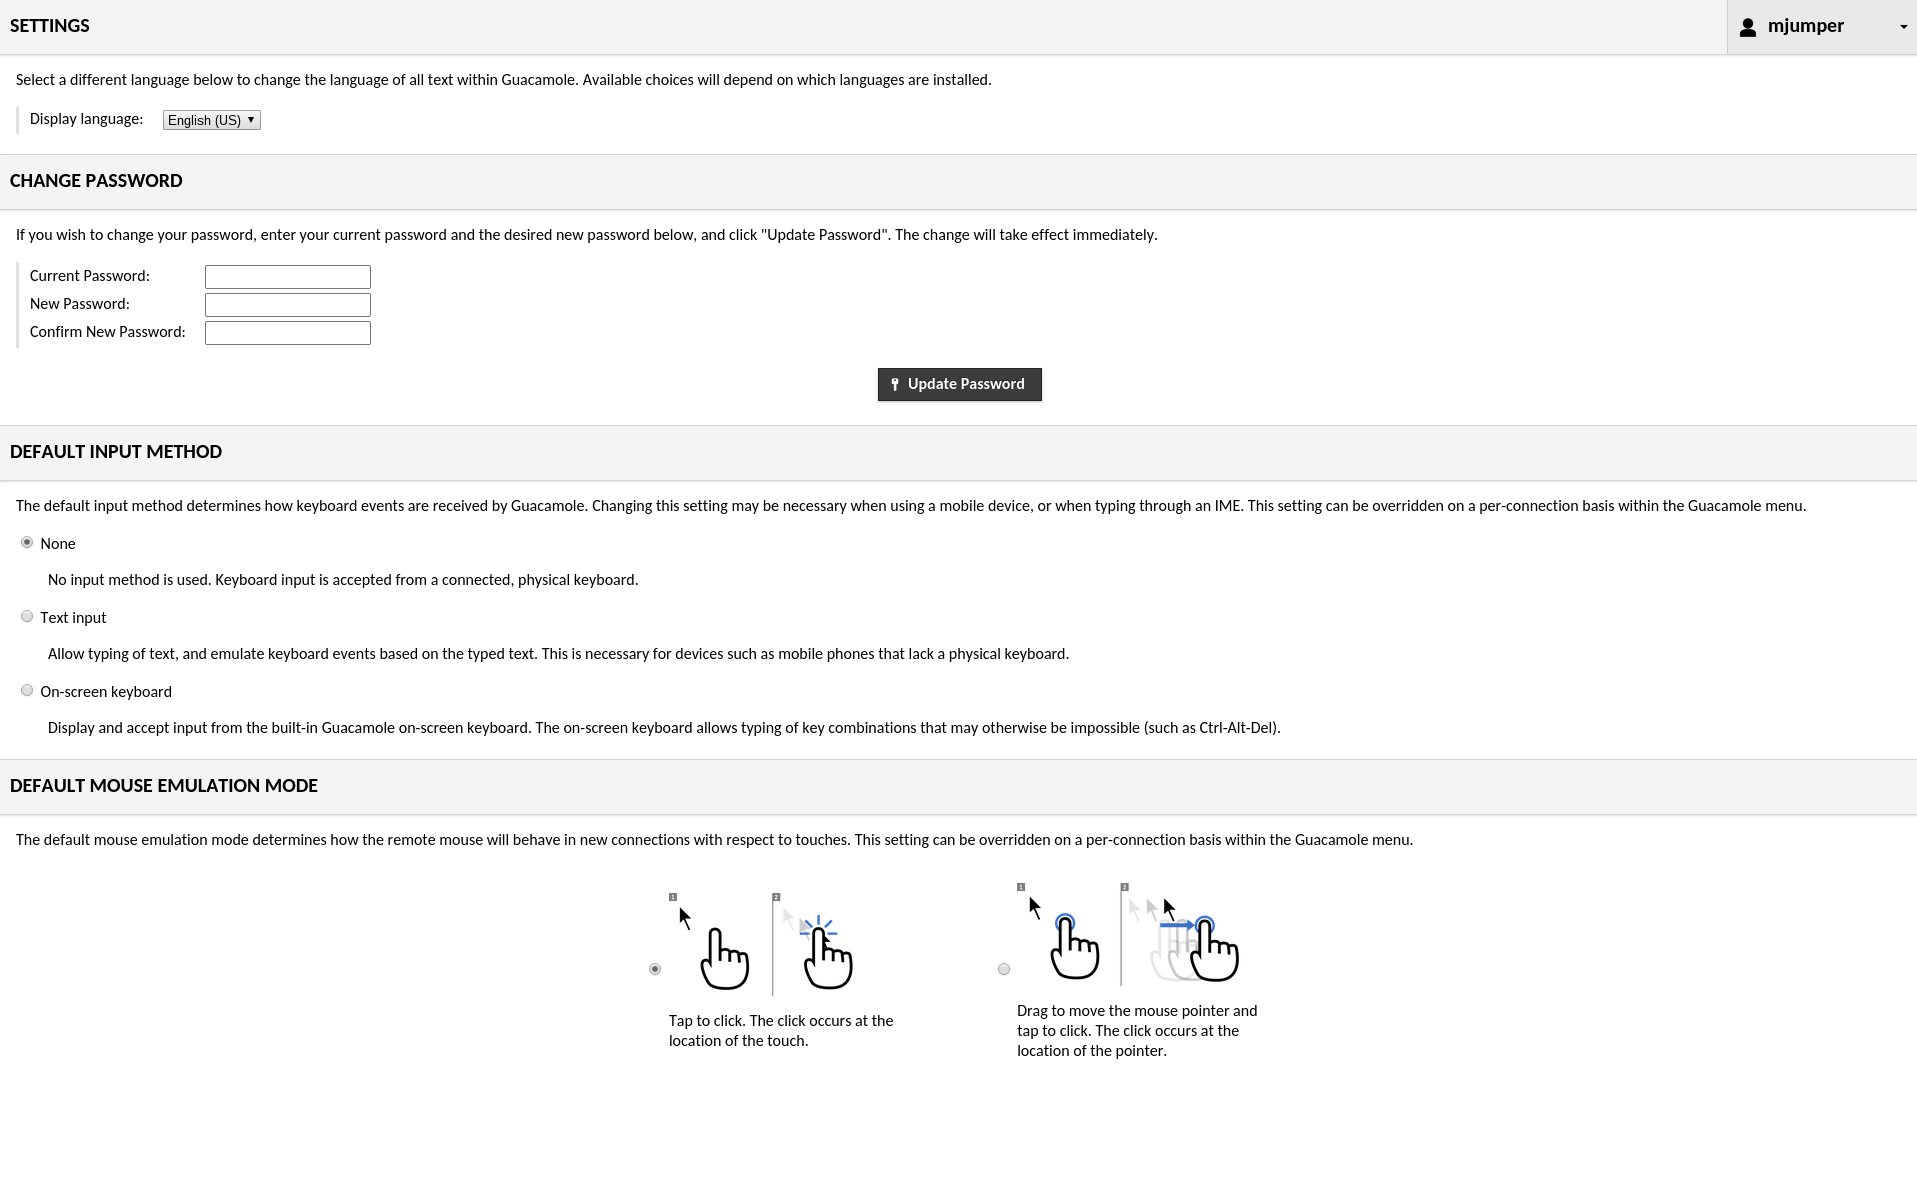 SETTINGS
mjumper
Select a different language below to change the language of all text within Guacamole. Available choices will depend on which languages are installed.
Display language: English (US)
CHANGE PASSWORD
If you wish to change your password, enter your current password and the desired new password below, and click "Update Password". The change will take effect immediately.
Current Password:
New Password:
Confirm New Password:
Update Password
DEFAULT INPUT METHOD
The default input method determines how keyboard events are received by Guacamole. Changing this setting may be necessary when using a mobile device, or when typing through an IME. This setting can be overridden on a per-connection basis within the Guacamole menu.
None
No input method is used. Keyboard input is accepted from a connected, physical keyboard.
Text input
Allow typing of text, and emulate keyboard events based on the typed text. This is necessary for devices such as mobile phones that lack a physical keyboard.
On-screen keyboard
Display and accept input from the built-in Guacamole on-screen keyboard. The on-screen keyboard allows typing of key combinations that may otherwise be impossible (such as Ctrl-Alt-Del).
DEFAULT MOUSE EMULATION MODE
The default mouse emulation mode determines how the remote mouse will behave in new connections with respect to touches. This setting can be overridden on a per-connection basis within the Guacamole menu.
1 2
Tap to click. The click occurs at the
location of the touch.
1 2
Drag to move the mouse pointer and
tap to click. The click occurs at the
location of the pointer.